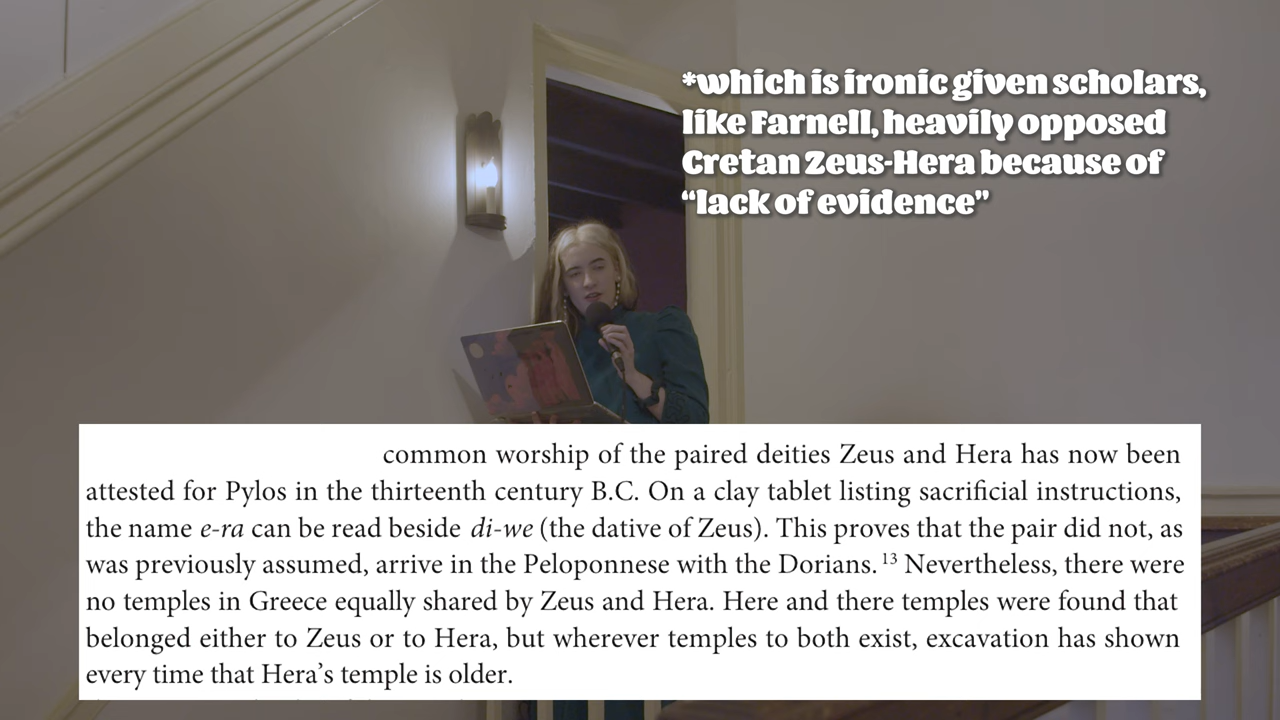 *which is ironic given scholars,
like Farnell, heavily opposed
Cretan Zeus-Hera because of
“lack of evidence”
common worship of the paired deities Zeus and Hera has now been
attested for Pylos in the thirteenth century B.C. On a clay tablet listing sacrificial instructions,
the name e-ra can be read beside di-we (the dative of Zeus). This proves that the pair did not, as
was previously assumed, arrive in the Peloponnese with the Dorians.¹³ Nevertheless, there were
no temples in Greece equally shared by Zeus and Hera. Here and there temples were found that
belonged either to Zeus or to Hera, but wherever temples to both exist, excavation has shown
every time that Hera’s temple is older.